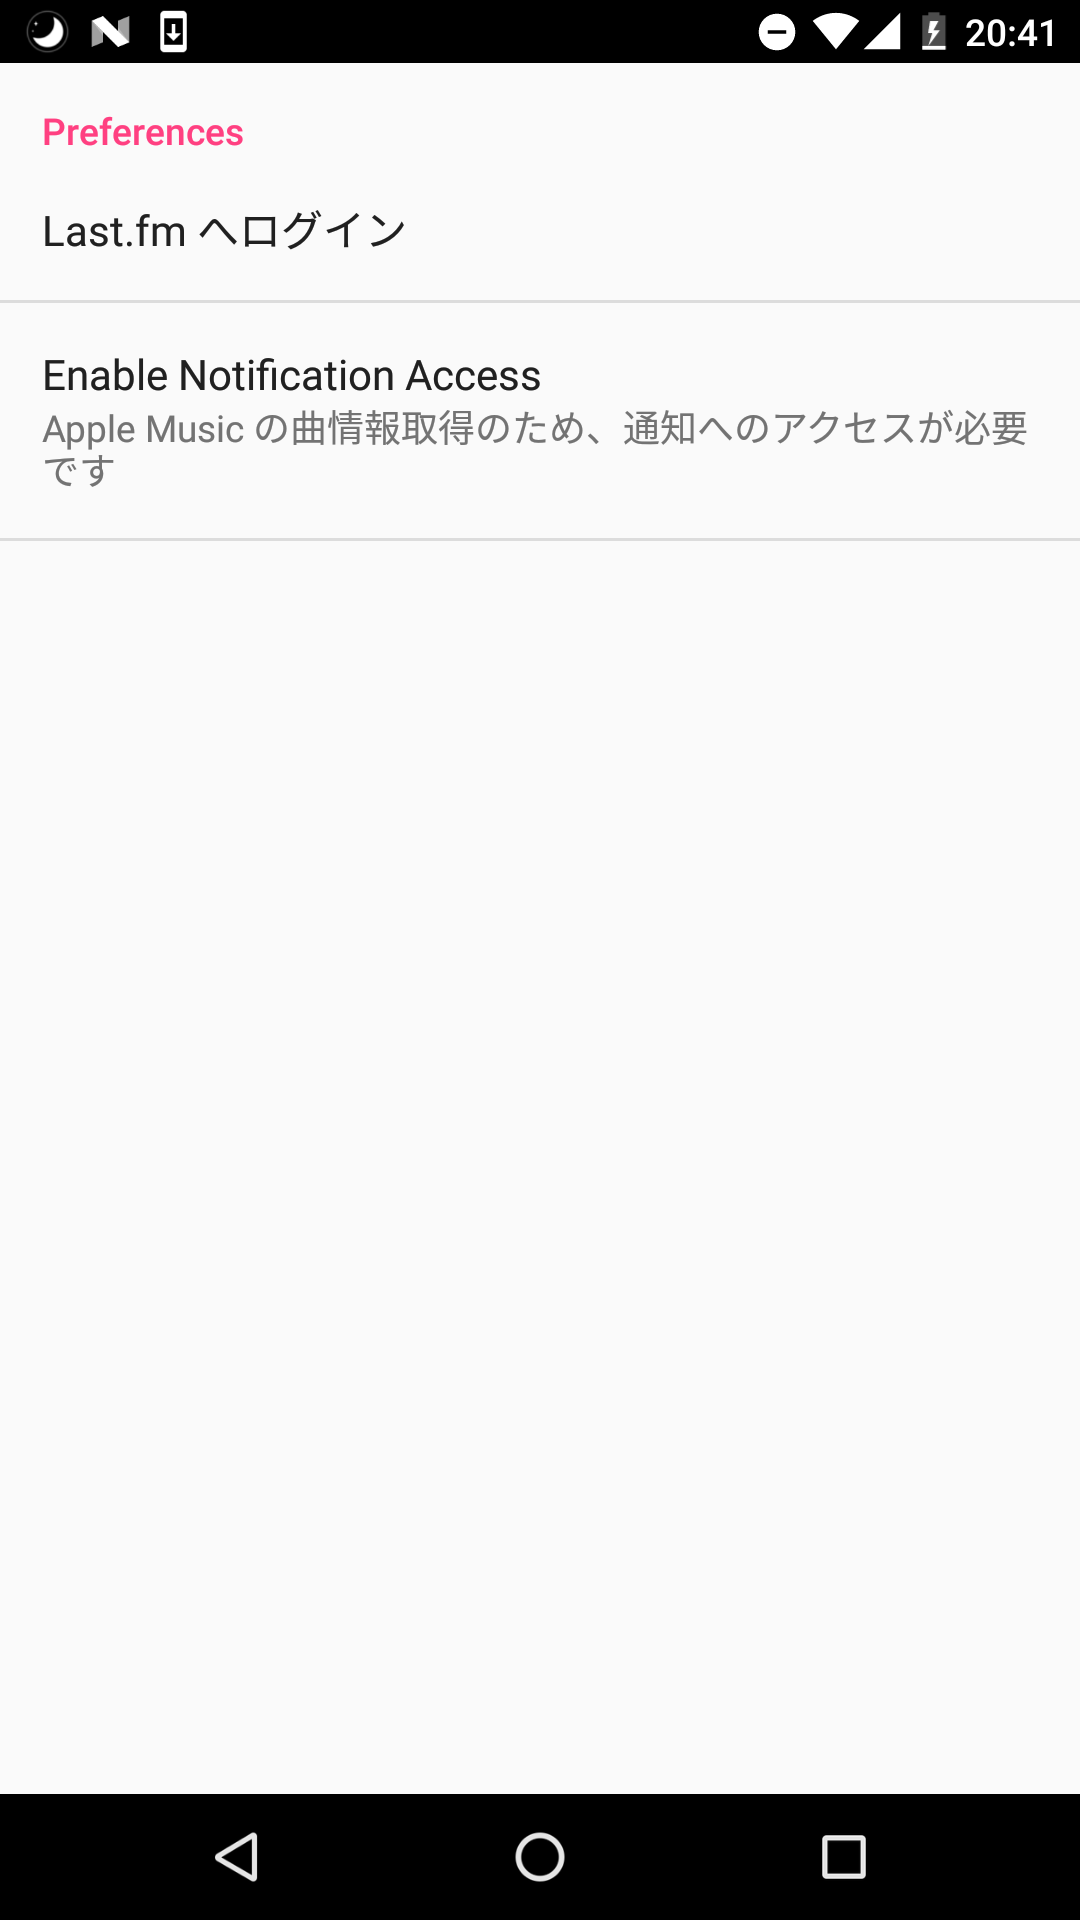 20:41
Preferences
Last.fm へログイン
Enable Notification Access
Apple Music の曲情報取得のため、通知へのアクセスが必要
です